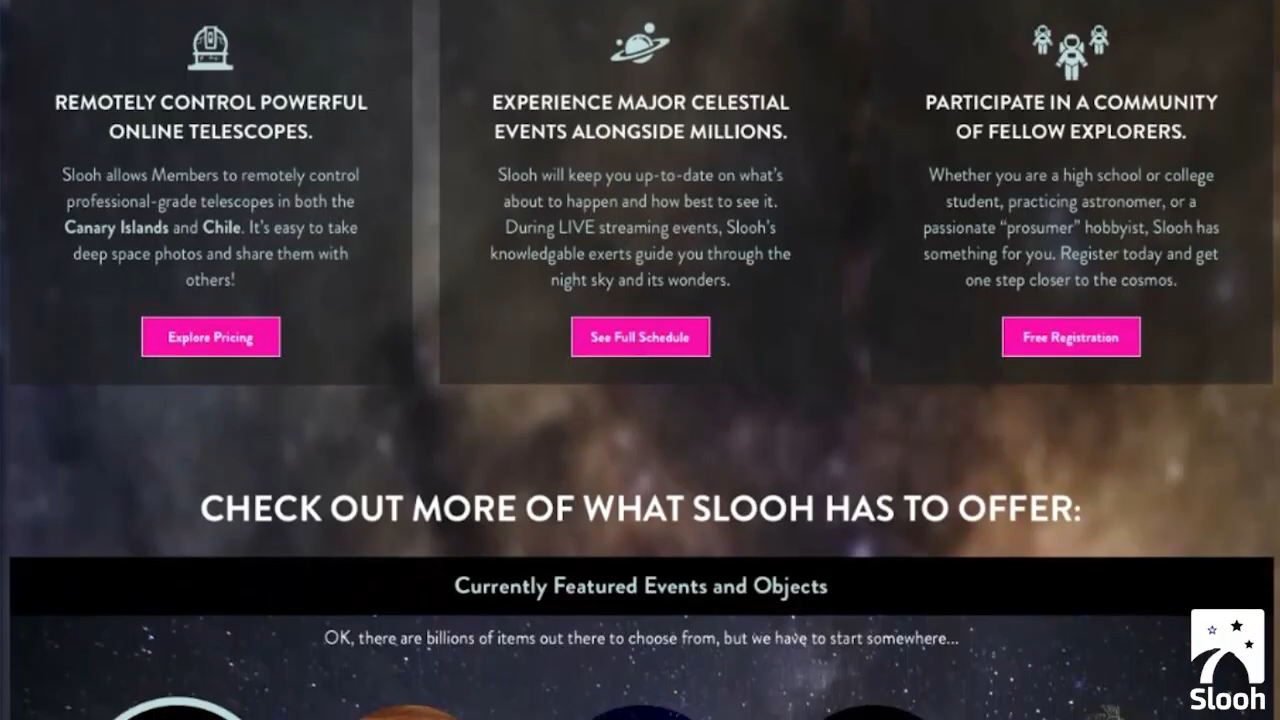 REMOTELY CONTROL POWERFUL
ONLINE TELESCOPES.
Slooh allows Members to remotely control
professional-grade telescopes in both the
Canary Islands and Chile. It's easy to take
deep space photos and share them with
others!
Explore Pricing
EXPERIENCE MAJOR CELESTIAL
EVENTS ALONGSIDE MILLIONS.
Slooh will keep you up-to-date on what's
about to happen and how best to see it.
During LIVE streaming events, Slooh's
knowledgable exerts guide you through the
night sky and its wonders.
See Full Schedule
PARTICIPATE IN A COMMUNITY
OF FELLOW EXPLORERS.
Whether you are a high school or college
student, practicing astronomer, or a
passionate “prosumer” hobbyist, Slooh has
something for you. Register today and get
one step closer to the cosmos.
Free Registration
CHECK OUT MORE OF WHAT SLOOH HAS TO OFFER:
Currently Featured Events and Objects
OK, there are billions of items out there to choose from, but we have to start somewhere...
Slooh